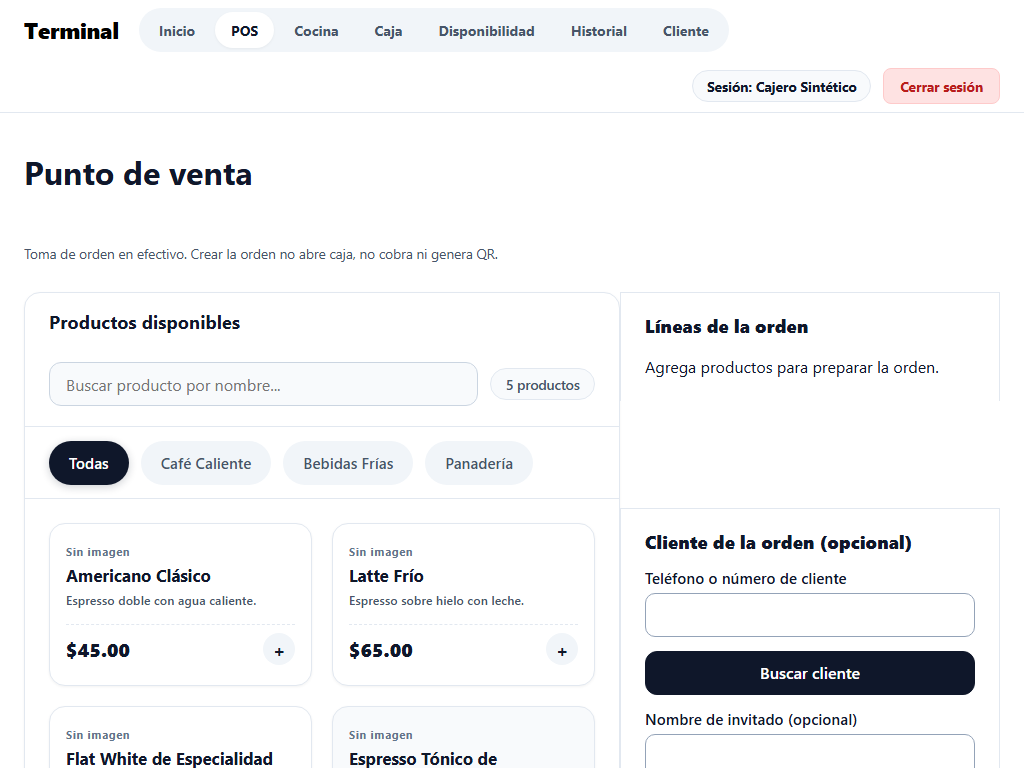 Terminal
Inicio
POS
Cocina
Caja
Disponibilidad
Historial
Cliente
Sesión: Cajero Sintético
Cerrar sesión
Punto de venta
Toma de orden en efectivo. Crear la orden no abre caja, no cobra ni genera QR.
Productos disponibles
Buscar producto por nombre...
5 productos
Todas
Café Caliente
Bebidas Frías
Panadería
Sin imagen
Americano Clásico
Espresso doble con agua caliente.
$45.00
+
Sin imagen
Latte Frío
Espresso sobre hielo con leche.
$65.00
+
Sin imagen
Flat White de Especialidad
Sin imagen
Espresso Tónico de
Líneas de la orden
Agrega productos para preparar la orden.
Cliente de la orden (opcional)
Teléfono o número de cliente
Buscar cliente
Nombre de invitado (opcional)